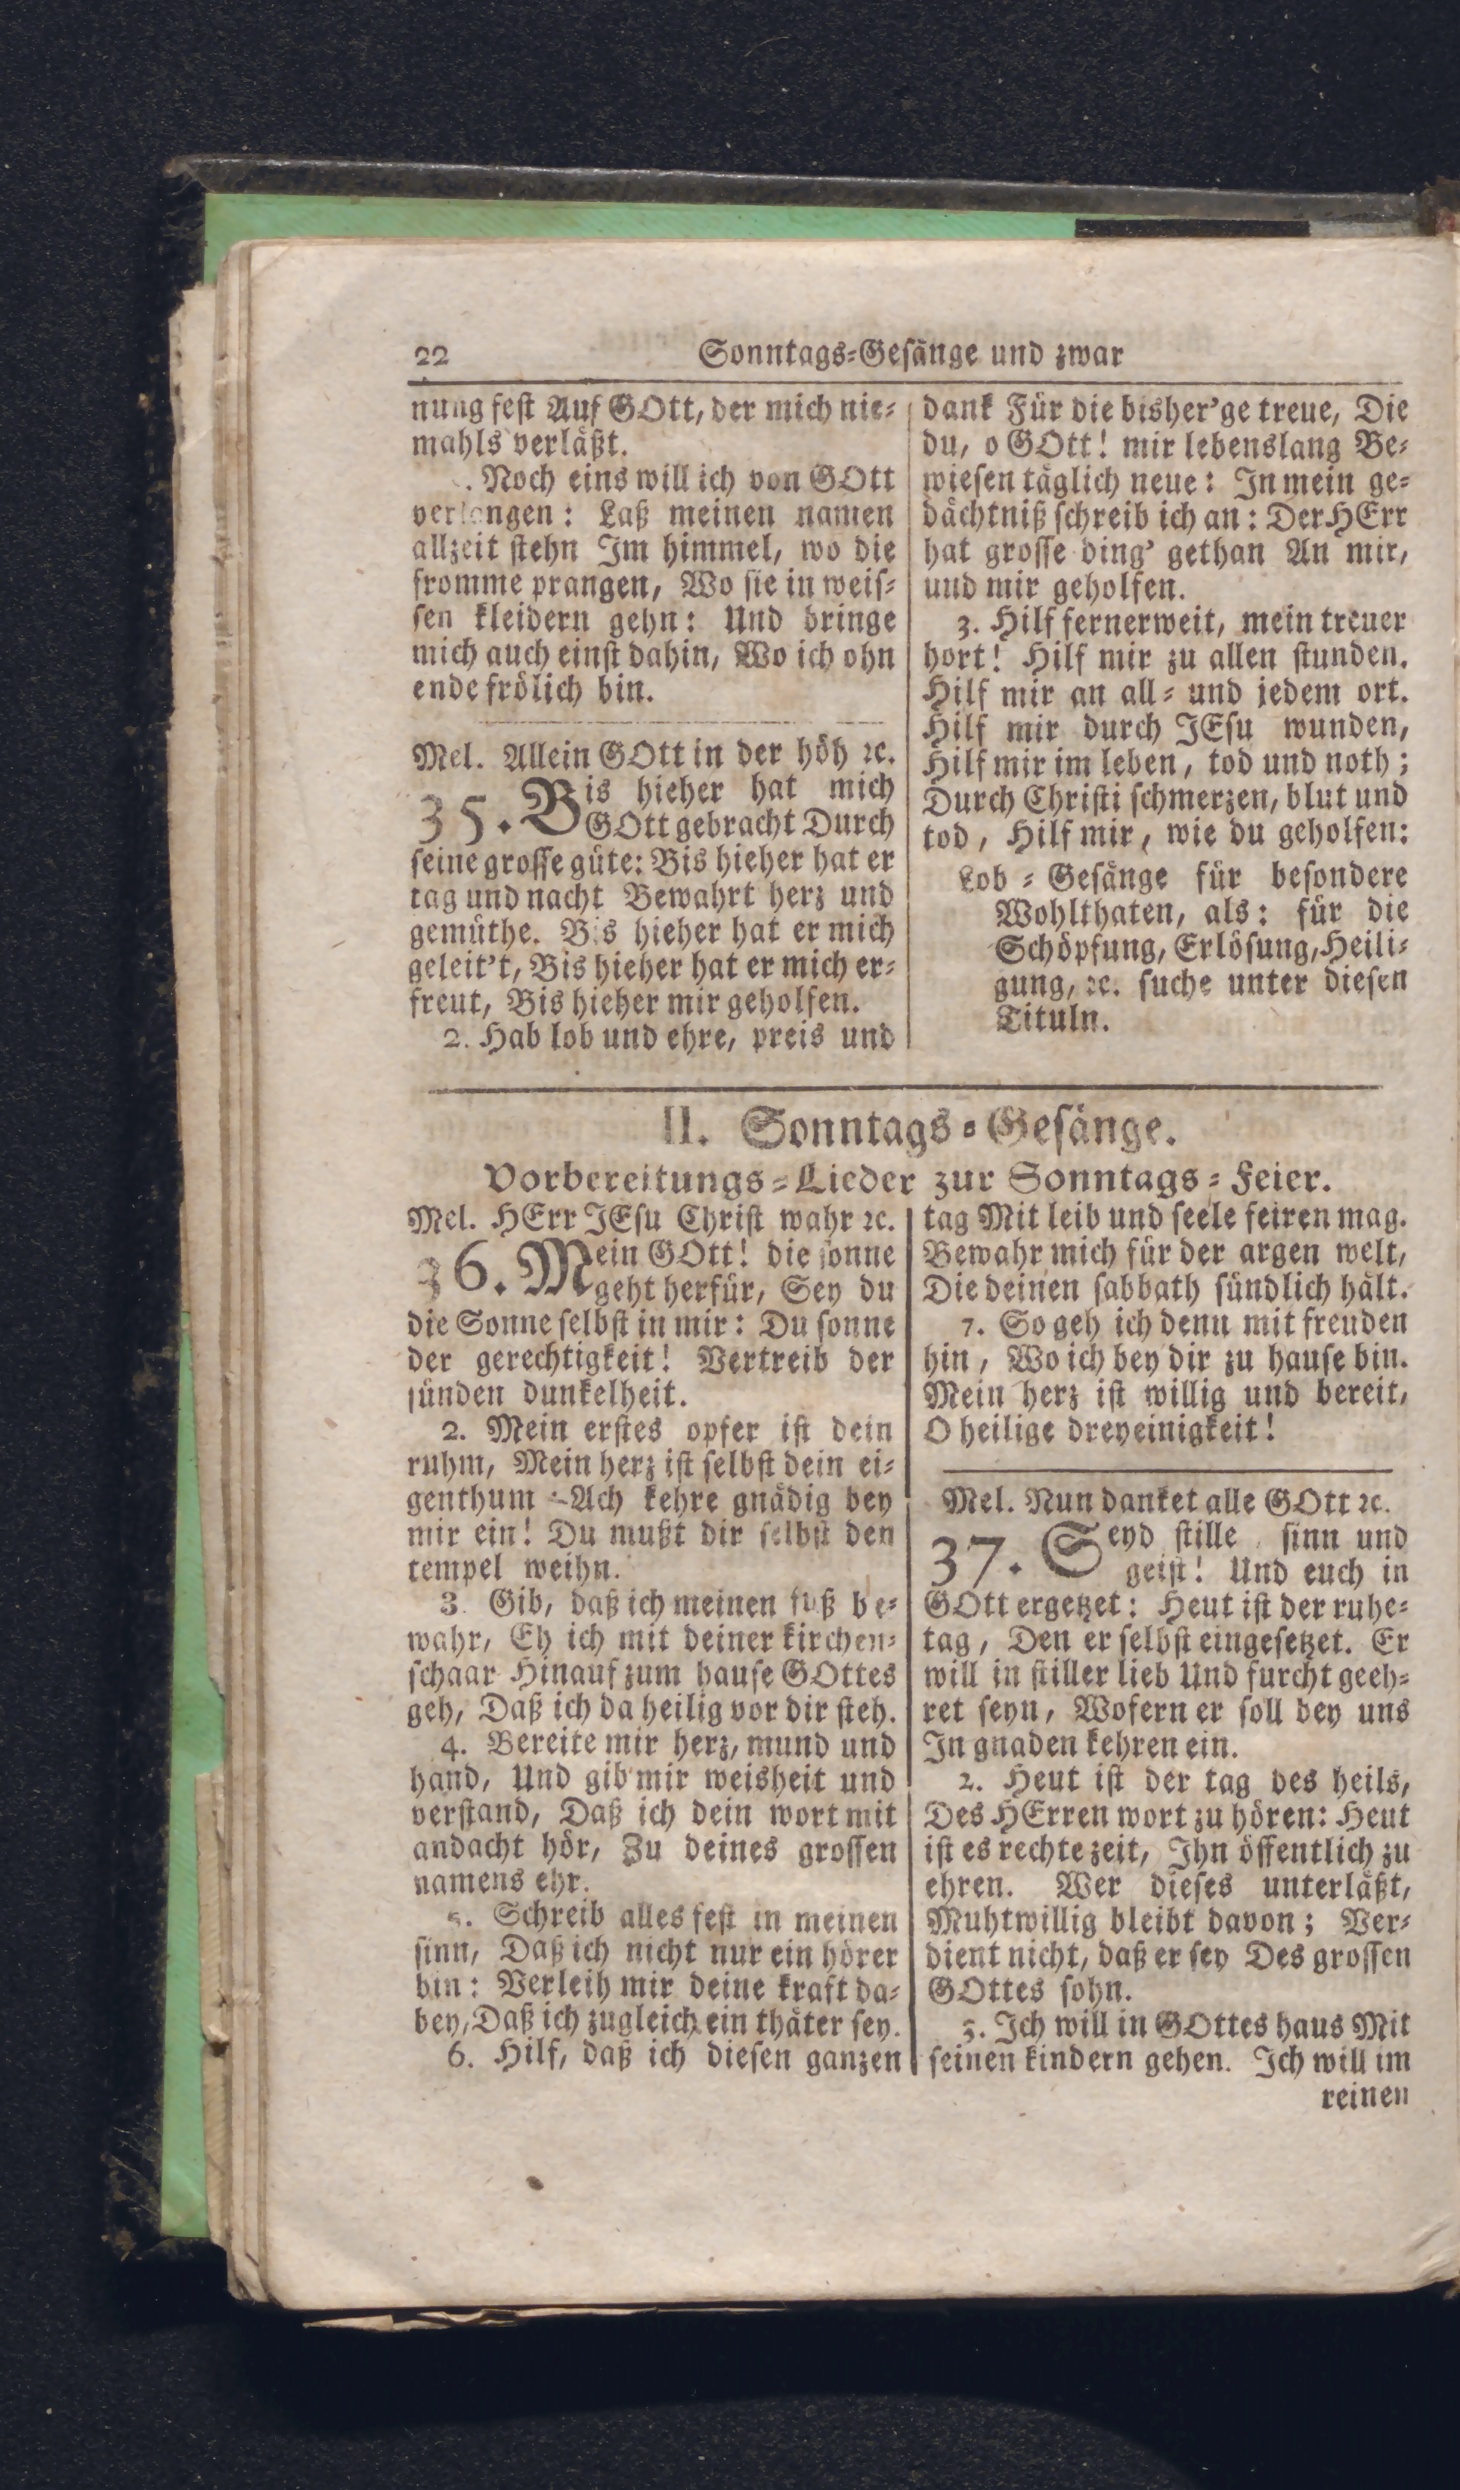 22 Sonntags-Gesänge und zwar
nung fest Auf GOtt, der mich nie-
mahls verläßt.
. Noch eins will ich von GOtt
verlangen: Laß meinen namen
allzeit stehn Im himmel, wo die
fromme prangen, Wo sie in weis-
sen kleidern gehn: Und bringe
mich auch einst dahin, Wo ich ohn
ende frölich bin.
Mel. Allein GOtt in der höh ꝛc.
35. Bis hieher hat mich
GOtt gebracht Durch
seine grosse güte: Bis hieher hat er
tag und nacht Bewahrt herz und
gemüthe. Bis hieher hat er mich
geleit't, Bis hieher hat er mich er-
freut, Bis hieher mir geholfen.
2. Hab lob und ehre, preis und
dank Für die bisher'ge treue, Die
du, o GOtt! mir lebenslang Be-
wiesen täglich neue: In mein ge-
dächtniß schreib ich an: Der HErr
hat grosse ding' gethan An mir,
und mir geholfen.
3. Hilf fernerweit, mein treuer
hort! Hilf mir zu allen stunden.
Hilf mir an all- und jedem ort.
Hilf mir durch JEsu wunden,
Hilf mir im leben, tod und noth;
Durch Christi schmerzen, blut und
tod, Hilf mir, wie du geholfen:
Lob-Gesänge für besondere
Wohlthaten, als: für die
Schöpfung, Erlösung, Heili-
gung, ꝛc. suche unter diesen
Tituln.
II. Sonntags-Gesänge.
Vorbereitungs-Lieder zur Sonntags-Feier.
Mel. HErr JEsu Christ wahr ꝛc.
36. Mein GOtt! die sonne
geht herfür, Sey du
die Sonne selbst in mir: Du sonne
der gerechtigkeit! Vertreib der
sünden dunkelheit.
2. Mein erstes opfer ist dein
ruhm, Mein herz ist selbst dein ei-
genthum: Ach kehre gnädig bey
mir ein! Du mußt dir selbst den
tempel weihn.
3. Gib, daß ich meinen fuß be-
wahr, Eh ich mit deiner kirchen-
schaar Hinauf zum hause GOttes
geh, Daß ich da heilig vor dir steh.
4. Bereite mir herz, mund und
hand, Und gib mir weisheit und
verstand, Daß ich dein wort mit
andacht hör, Zu deines grossen
namens ehr.
5. Schreib alles fest in meinen
sinn, Daß ich nicht nur ein hörer
bin: Verleih mir deine kraft da-
bey, Daß ich zugleich ein thäter sey.
6. Hilf, daß ich diesen ganzen
tag Mit leib und seele feiren mag.
Bewahr mich für der argen welt,
Die deinen sabbath sündlich hält.
7. So geh ich denn mit freuden
hin, Wo ich bey dir zu hause bin.
Mein herz ist willig und bereit,
O heilige dreyeinigkeit!
Mel. Nun danket alle GOtt ꝛc.
37. Seyd stille, sinn und
geist! Und euch in
GOtt ergetzet: Heut ist der ruhe-
tag, Den er selbst eingesetzet. Er
will in stiller lieb Und furcht geeh-
ret seyn, Wofern er soll bey uns
In gnaden kehren ein.
2. Heut ist der tag des heils,
Des HErren wort zu hören: Heut
ist es rechte zeit, Ihn öffentlich zu
ehren. Wer dieses unterläßt,
Muhtwillig bleibt davon; Ver-
dient nicht, daß er sey Des grossen
GOttes sohn.
3. Ich will in GOttes haus Mit
seinen kindern gehen. Ich will im
reinen